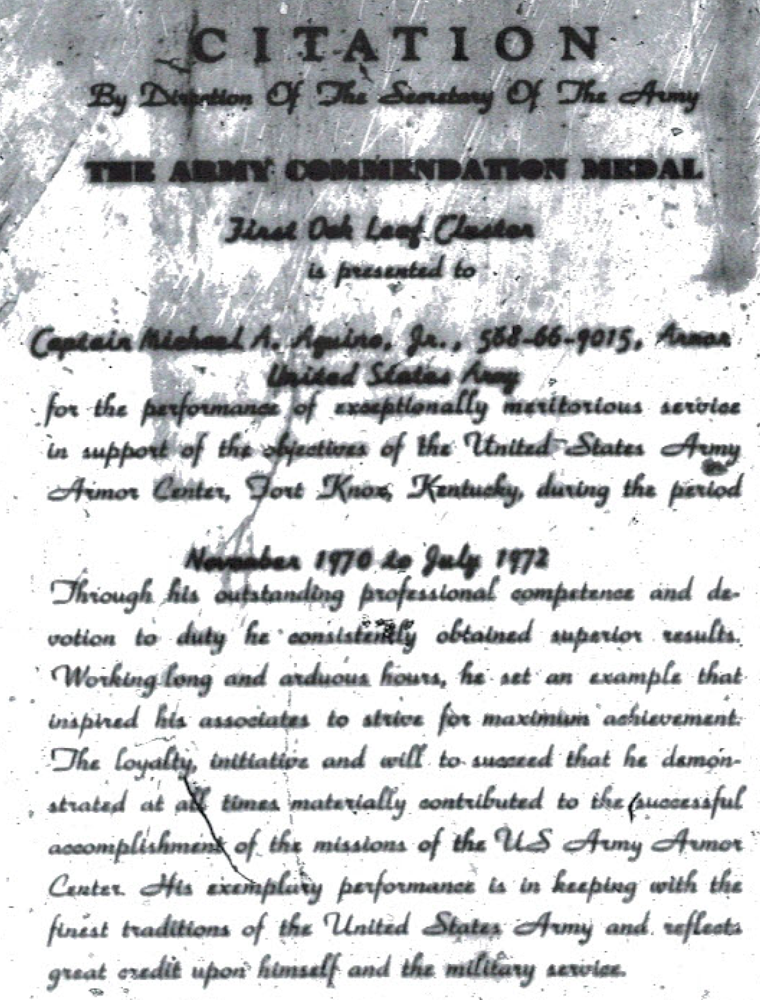 CITATION
By Direction Of The Secretary Of The Army
THE ARMY COMMENDATION MEDAL
First Oak Leaf Cluster
is presented to
Captain Michael A. Aquino, Jr., 568-66-9015, Armor
United States Army
for the performance of exceptionally meritorious service
in support of the objectives of the United States Army
Armor Center, Fort Knox, Kentucky, during the period
November 1970 to July 1972
Through his outstanding professional competence and de-
votion to duty he consistently obtained superior results.
Working long and arduous hours, he set an example that
inspired his associates to strive for maximum achievement.
The loyalty, initiative and will to succeed that he demon-
strated at all times materially contributed to the successful
accomplishment of the missions of the US Army Armor
Center. His exemplary performance is in keeping with the
finest traditions of the United States Army and reflects
great credit upon himself and the military service.